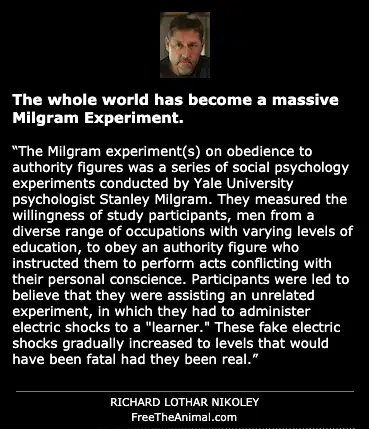 The whole world has become a massive
Milgram Experiment.
“The Milgram experiment(s) on obedience to
authority figures was a series of social psychology
experiments conducted by Yale University
psychologist Stanley Milgram. They measured the
willingness of study participants, men from a
diverse range of occupations with varying levels of
education, to obey an authority figure who
instructed them to perform acts conflicting with
their personal conscience. Participants were led to
believe that they were assisting an unrelated
experiment, in which they had to administer
electric shocks to a "learner." These fake electric
shocks gradually increased to levels that would
have been fatal had they been real.”
RICHARD LOTHAR NIKOLEY
FreeTheAnimal.com